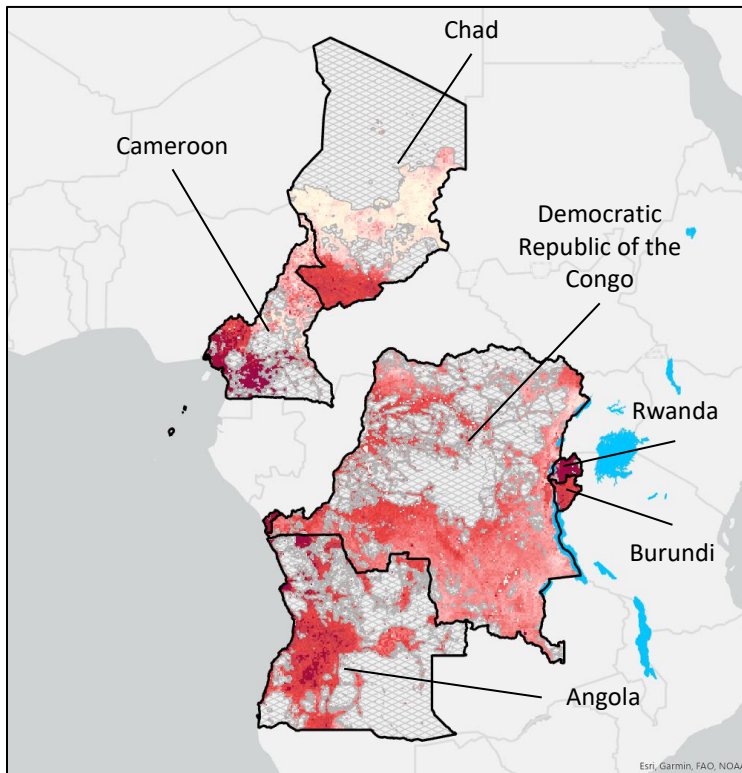 Chad
Cameroon
Democratic
Republic of the
Congo
Rwanda
Burundi
Angola
Esri, Garmin, FAO, NOAA